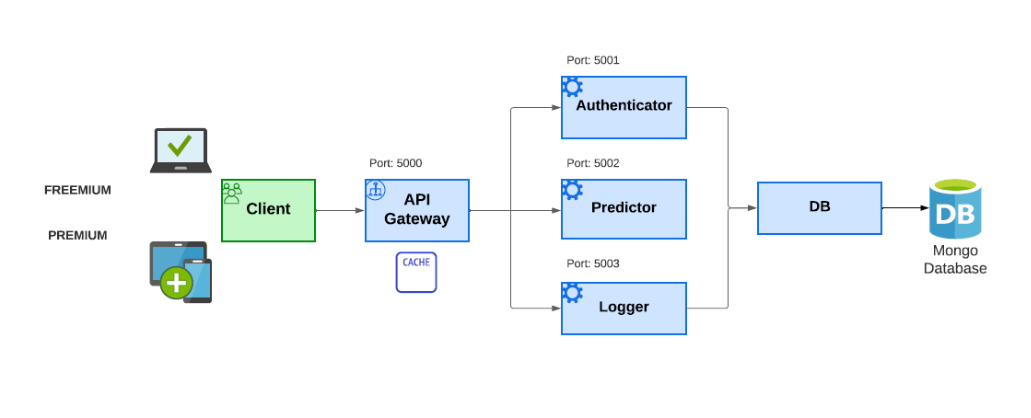 FREEMIUM
PREMIUM
Client
Port: 5000
API
Gateway
CACHE
Port: 5001
Authenticator
Port: 5002
Predictor
Port: 5003
Logger
DB
DB
Mongo
Database